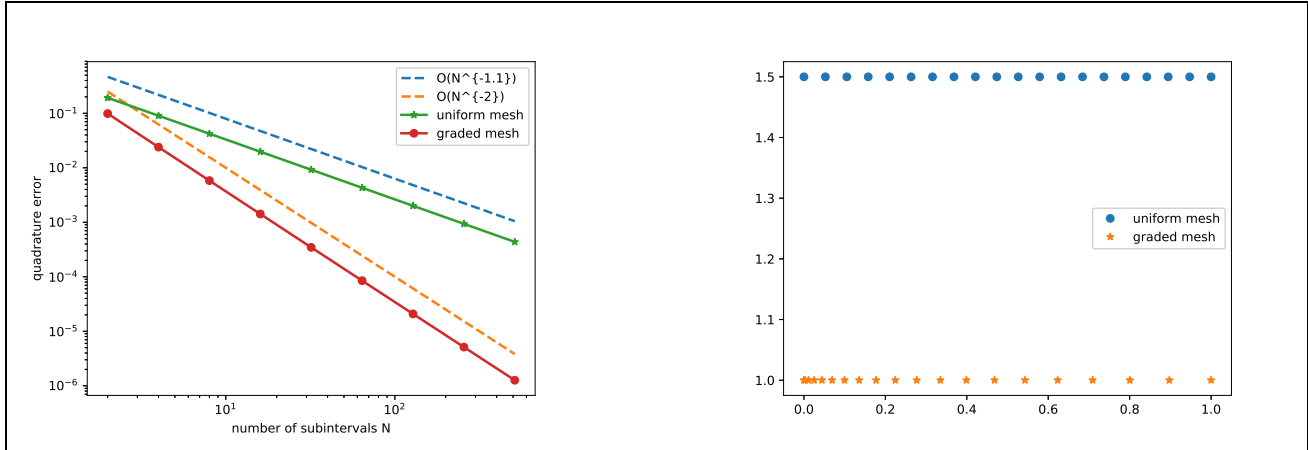 O(N^{-1.1})
O(N^{-2})
uniform mesh
graded mesh
10^{-1}
10^{-2}
10^{-3}
10^{-4}
10^{-5}
10^{-6}
quadrature error
10^1
10^2
number of subintervals N
1.5
1.4
1.3
1.2
1.1
1.0
uniform mesh
graded mesh
0.0
0.2
0.4
0.6
0.8
1.0